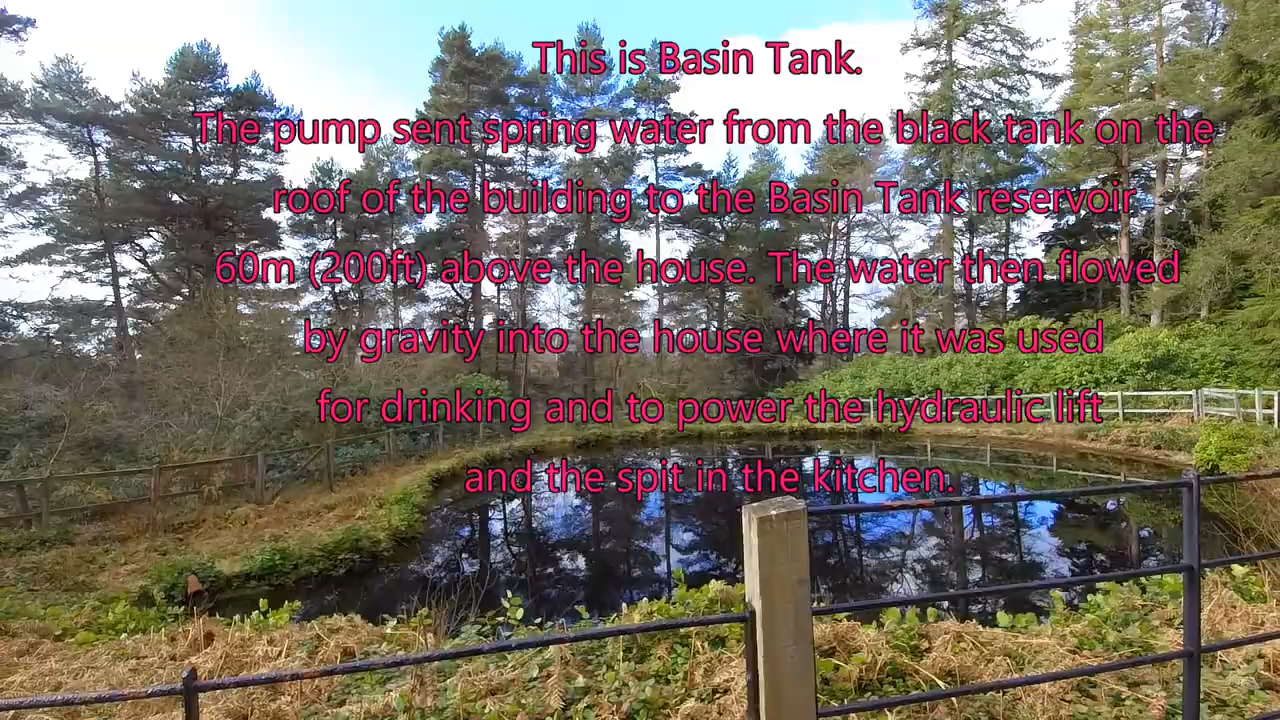 This is Basin Tank.
The pump sent spring water from the black tank on the
roof of the building to the Basin Tank reservoir
60m (200ft) above the house. The water then flowed
by gravity into the house where it was used
for drinking and to power the hydraulic lift
and the spit in the kitchen.